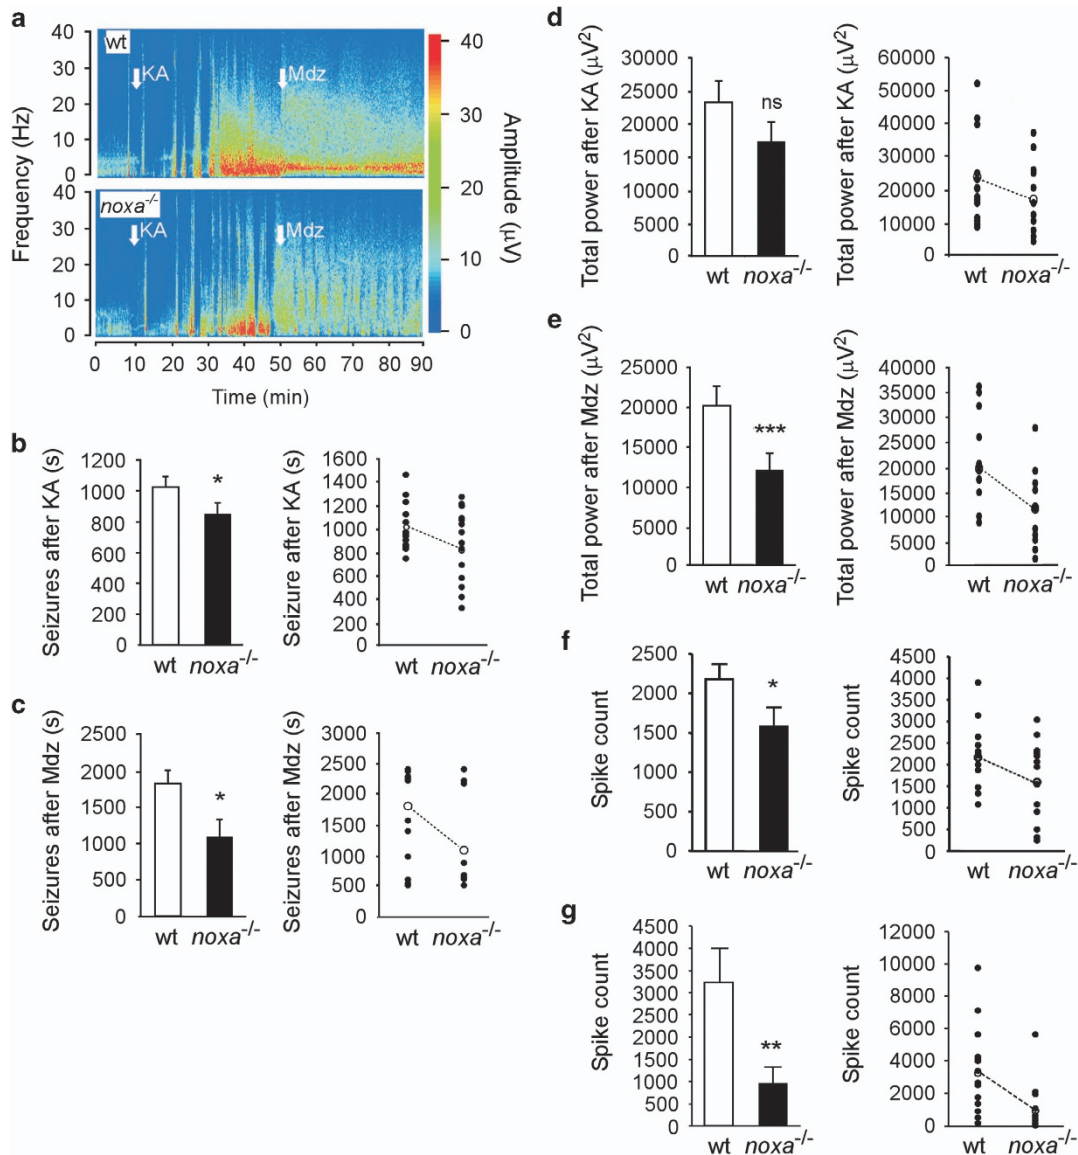 a
wt
KA
Mdz
noxa-/-
KA
Mdz
Frequency (Hz)
40
30
20
10
0
40
30
20
10
0
0 10 20 30 40 50 60 70 80 90
Time (min)
40
30
20
10
0
Amplitude (μV)
b
Seizures after KA (s)
1200
1000
800
600
400
200
0
*
wt noxa-/-
Seizure after KA (s)
1600
1400
1200
1000
800
600
400
200
0
wt noxa-/-
c
Seizures after Mdz (s)
2500
2000
1500
1000
500
0
*
wt noxa-/-
Seizures after Mdz (s)
3000
2500
2000
1500
1000
500
0
wt noxa-/-
d
Total power after KA (μV2)
30000
25000
20000
15000
10000
5000
0
ns
wt noxa-/-
Total power after KA (μV2)
60000
50000
40000
30000
20000
10000
0
wt noxa-/-
e
Total power after Mdz (μV2)
25000
20000
15000
10000
5000
0
***
wt noxa-/-
Total power after Mdz (μV2)
40000
35000
30000
25000
20000
15000
10000
5000
0
wt noxa-/-
f
Spike count
2500
2000
1500
1000
500
0
*
wt noxa-/-
Spike count
4500
4000
3500
3000
2500
2000
1500
1000
500
0
wt noxa-/-
g
Spike count
4500
4000
3500
3000
2500
2000
1500
1000
500
0
**
wt noxa-/-
Spike count
12000
10000
8000
6000
4000
2000
0
wt noxa-/-